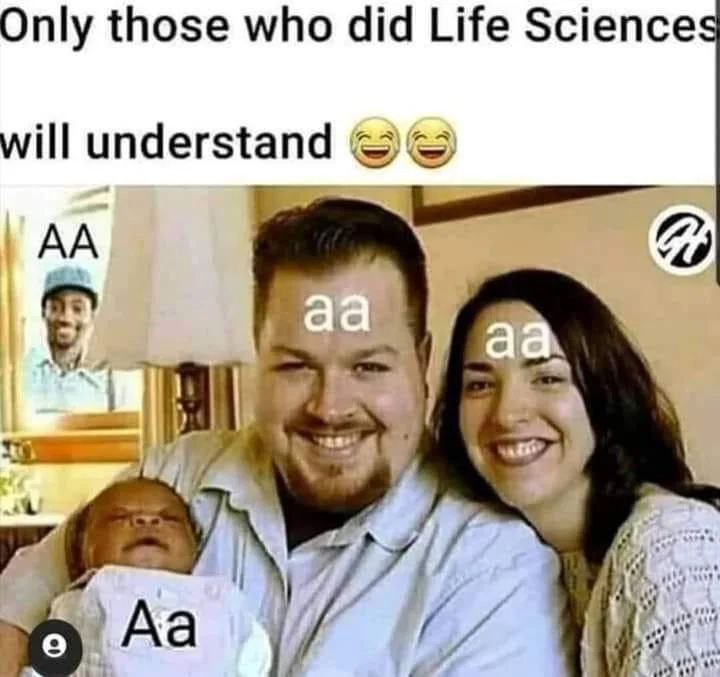 Only those who did Life Sciences
will understand 😂😂
AA
aa
aa
Aa